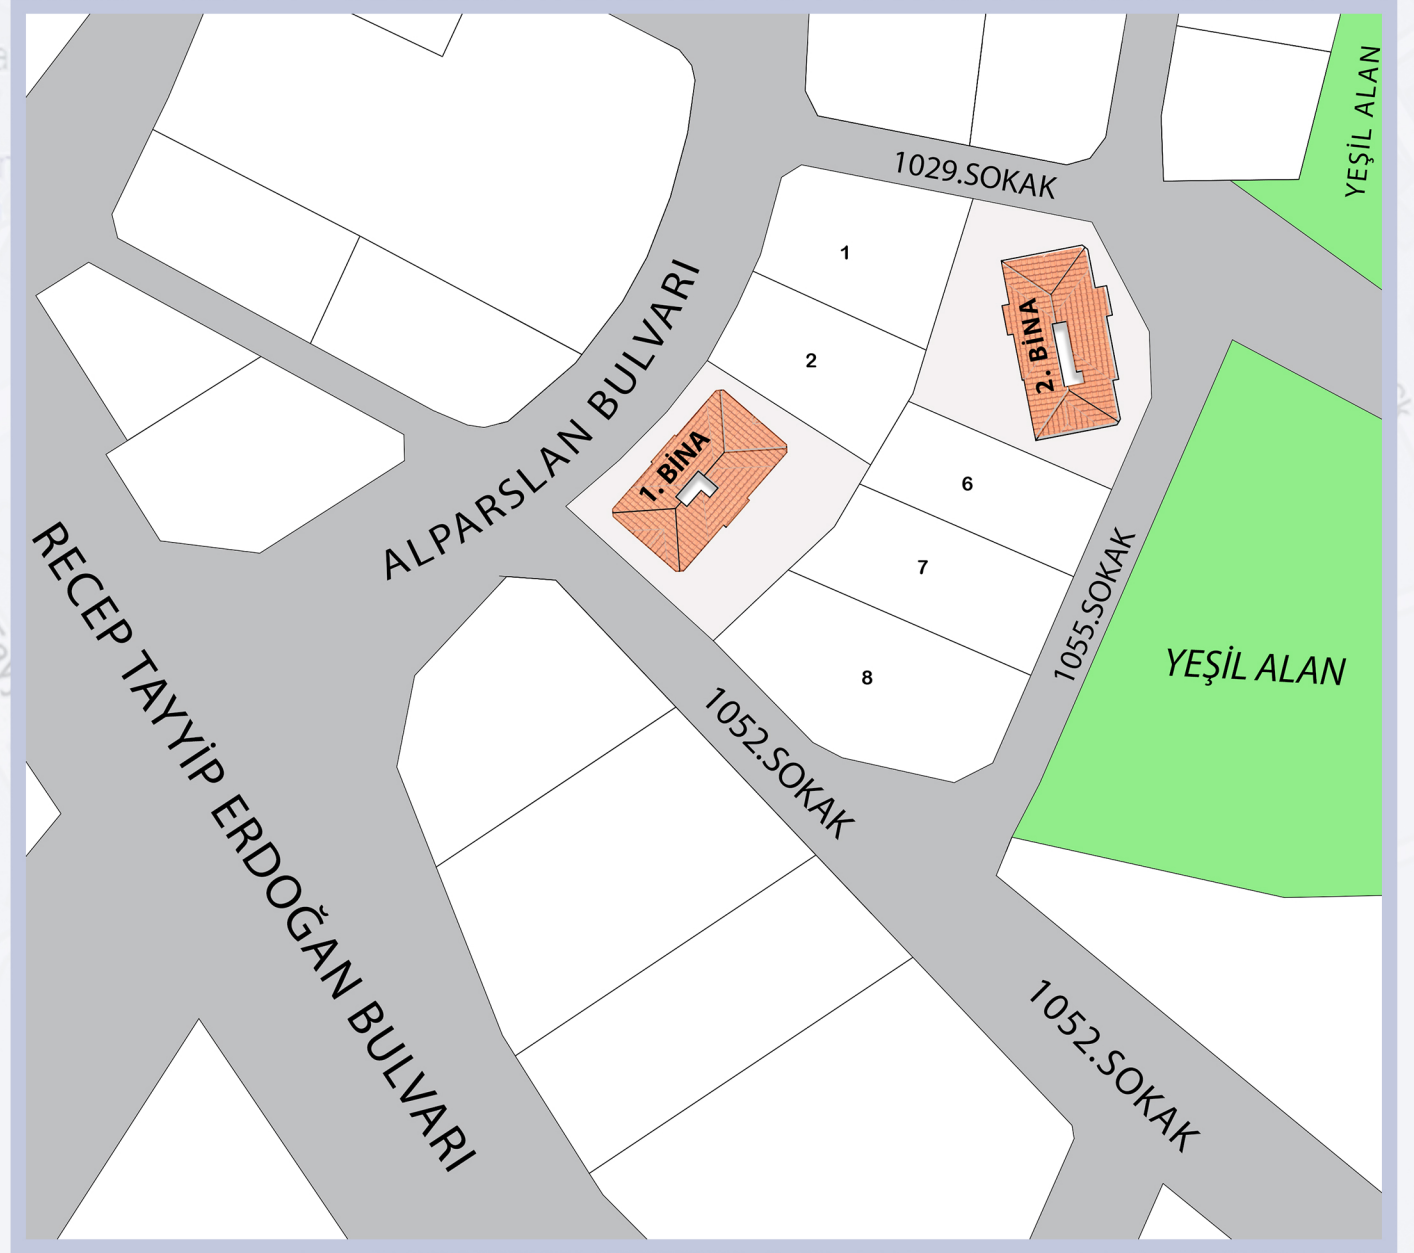 YEŞİL ALAN
1029.SOKAK
1
2. BİNA
2
ALPARSLAN BULVARI
1. BİNA
6
7
1055.SOKAK
8
YEŞİL ALAN
RECEP TAYYİP ERDOĞAN BULVARI
1052.SOKAK
1052.SOKAK